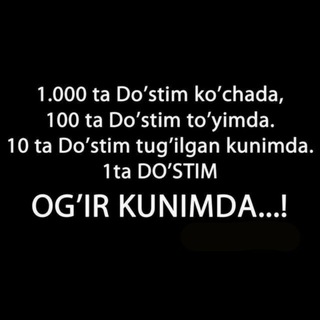 1.000 ta Do’stim ko’chada,
100 ta Do’stim to’yimda.
10 ta Do’stim tug’ilgan kunimda.
1ta DO’STIM
OG’IR KUNIMDA...!